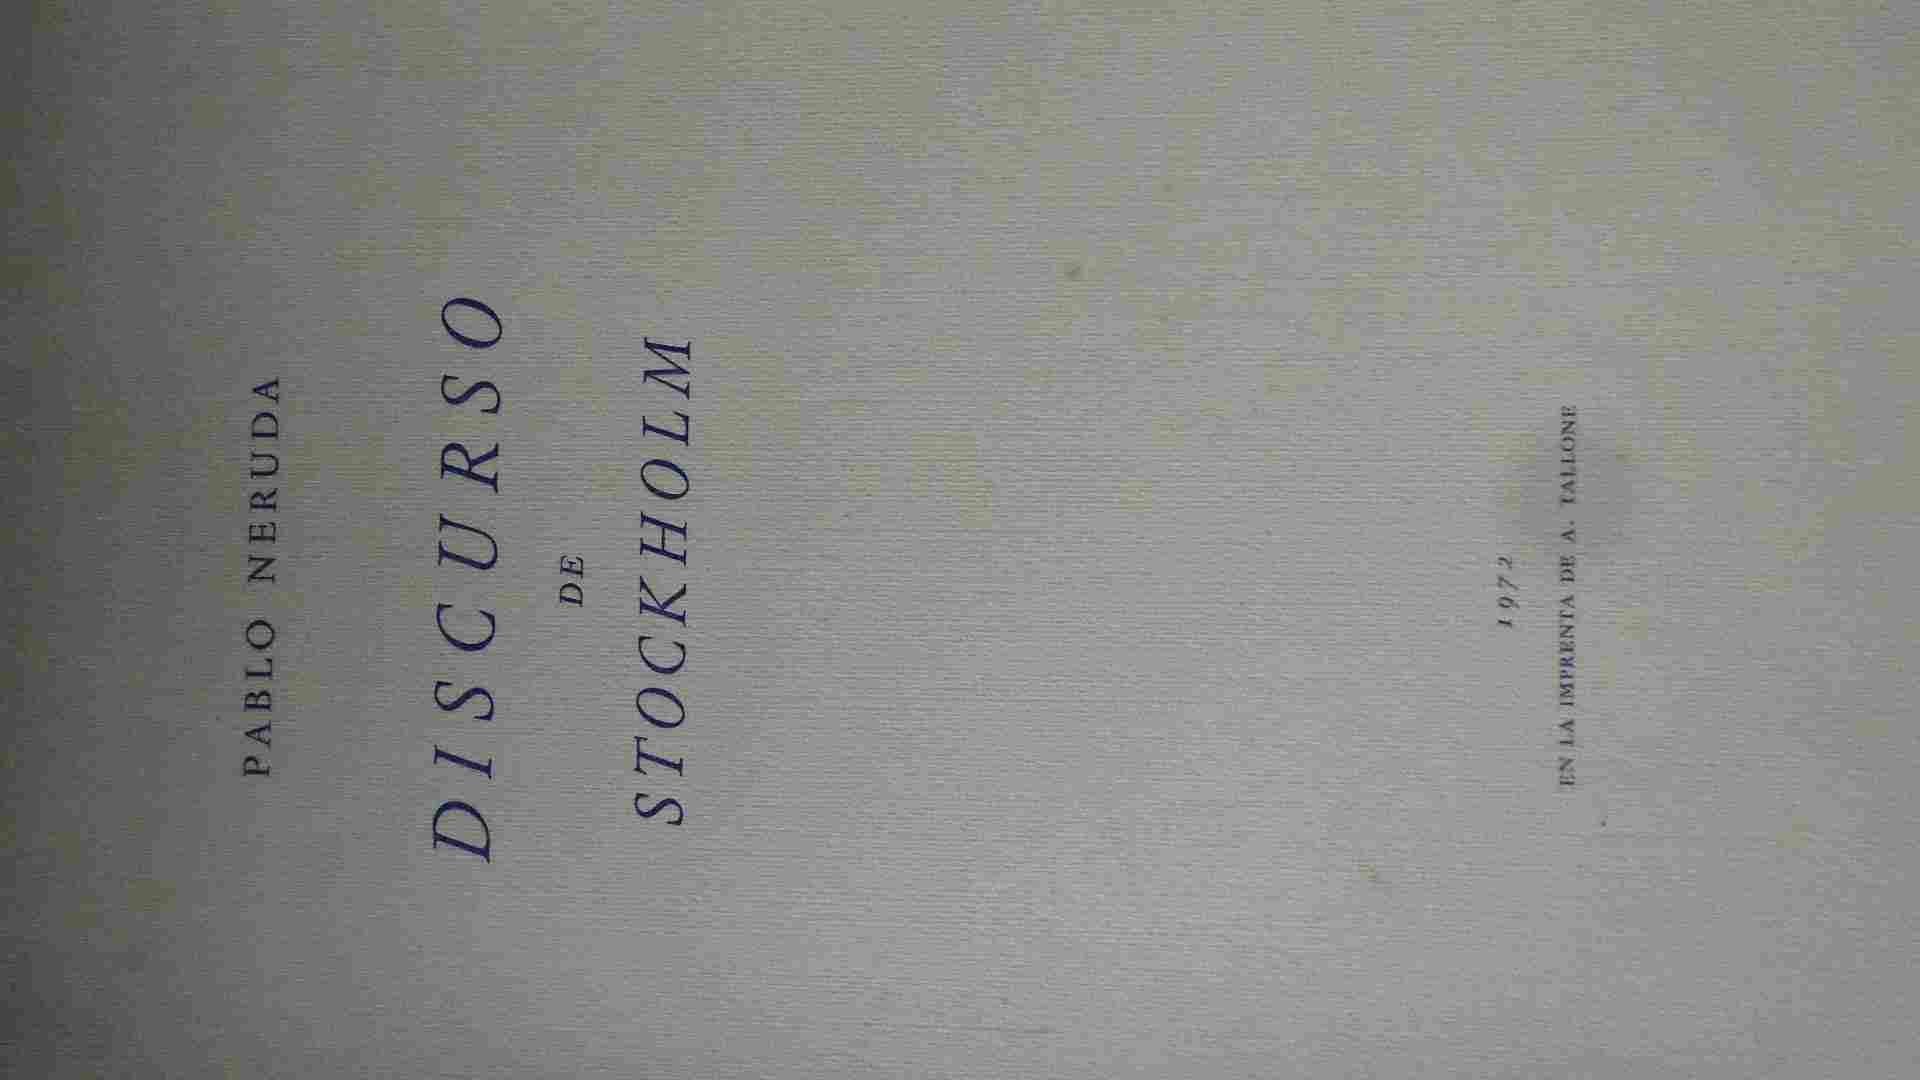 PABLO NERUDA
DISCURSO
DE
STOCKHOLM
1972
EN LA IMPRENTA DE A. TALLONE